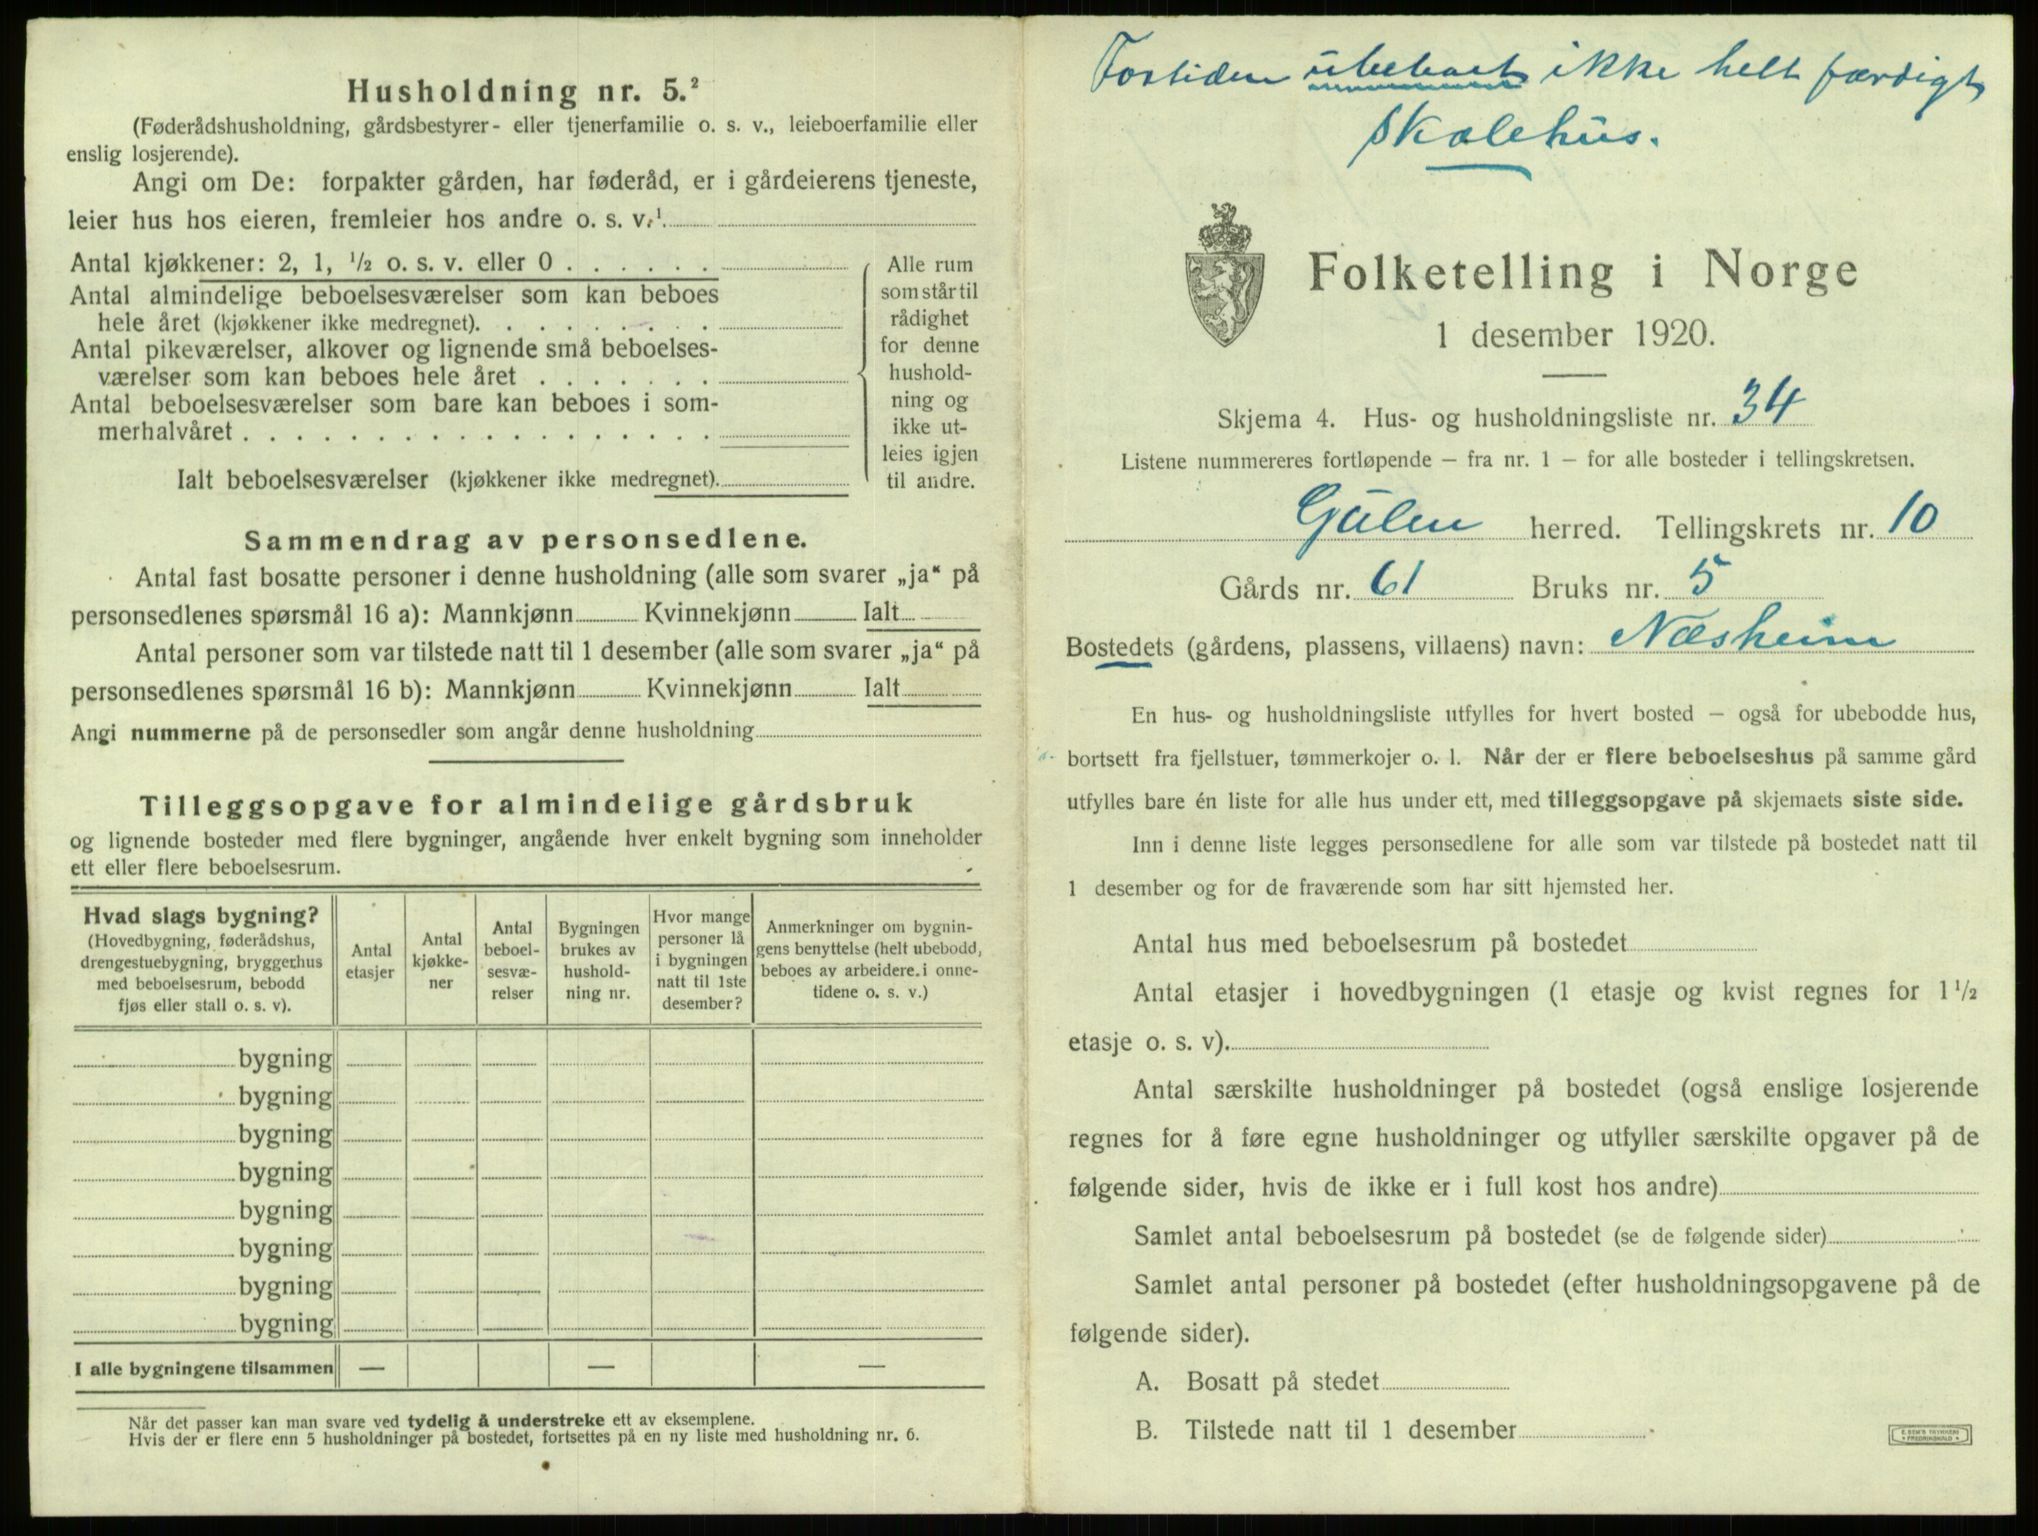 Husholdning nr. 5.²
(Føderådshusholdning, gårdsbestyrer- eller tjenerfamilie o. s. v., leieboerfamilie eller
enslig losjerende).
Angi om De: forpakter gården, har føderåd, er i gårdeierens tjeneste,
leier hus hos eieren, fremleier hos andre o. s. v.¹
Antal kjøkkener: 2, 1, ½ o. s. v. eller 0 . . . . . .
Antal almindelige beboelsesværelser som kan beboes
hele året (kjøkkener ikke medregnet). . . . . . . . .
Antal pikeværelser, alkover og lignende små beboelses-
værelser som kan beboes hele året . . . . . . .
Antal beboelsesværelser som bare kan beboes i som-
merhalvåret . . . . . . . . . . . . . . . . . .
Ialt beboelsesværelser (kjøkkener ikke medregnet).
Alle rum
som står til
rådighet
for denne
hushold-
ning og
ikke ut-
leies igjen
til andre.
Sammendrag av personsedlene.
Antal fast bosatte personer i denne husholdning (alle som svarer „ja“ på
personsedlenes spørsmål 16 a): Mannkjønn Kvinnekjønn Ialt
Antal personer som var tilstede natt til 1 desember (alle som svarer „ja“ på
personsedlenes spørsmål 16 b): Mannkjønn Kvinnekjønn Ialt
Angi nummerne på de personsedler som angår denne husholdning
Tilleggsopgave for almindelige gårdsbruk
og lignende bosteder med flere bygninger, angående hver enkelt bygning som inneholder
ett eller flere beboelsesrum.
Hvad slags bygning?
(Hovedbygning, føderådshus,
drengestuebygning, bryggerhus
med beboelsesrum, bebodd
fjøs eller stall o. s. v).
Antal
etasjer
Antal
kjøkke-
ner
Antal
beboel-
sesvæ-
relser
Bygningen
brukes av
hushold-
ning nr.
Hvor mange
personer lå
i bygningen
natt til 1ste
desember?
Anmerkninger om bygnin-
gens benyttelse (helt ubebodd,
beboes av arbeidere i onne-
tidene o. s. v.)
bygning
bygning
bygning
bygning
bygning
bygning
bygning
bygning
I alle bygningene tilsammen — — —
Når det passer kan man svare ved tydelig å understreke ett av eksemplene.
Hvis der er flere enn 5 husholdninger på bostedet, fortsettes på en ny liste med husholdning nr. 6.
Fortiden ubeboet ikke helt færdigt
skolehus.
Folketelling i Norge
1 desember 1920.
Skjema 4. Hus- og husholdningsliste nr. 34
Listene nummereres fortløpende — fra nr. 1 — for alle bosteder i tellingskretsen.
Gulen herred. Tellingskrets nr. 10
Gårds nr. 61 Bruks nr. 5
Bostedets (gårdens, plassens, villaens) navn: Næsheim
En hus- og husholdningsliste utfylles for hvert bosted — også for ubebodde hus,
bortsett fra fjellstuer, tømmerkojer o. l. Når der er flere beboelseshus på samme gård
utfylles bare én liste for alle hus under ett, med tilleggsopgave på skjemaets siste side.
Inn i denne liste legges personsedlene for alle som var tilstede på bostedet natt til
1 desember og for de fraværende som har sitt hjemsted her.
Antal hus med beboelsesrum på bostedet
Antal etasjer i hovedbygningen (1 etasje og kvist regnes for 1½
etasje o. s. v).
Antal særskilte husholdninger på bostedet (også enslige losjerende
regnes for å føre egne husholdninger og utfyller særskilte opgaver på de
følgende sider, hvis de ikke er i full kost hos andre)
Samlet antal beboelsesrum på bostedet (se de følgende sider)
Samlet antal personer på bostedet (efter husholdningsopgavene på de
følgende sider).
A. Bosatt på stedet
B. Tilstede natt til 1 desember
E. SEM'S TRYKKERI
FREDRIKSHALD